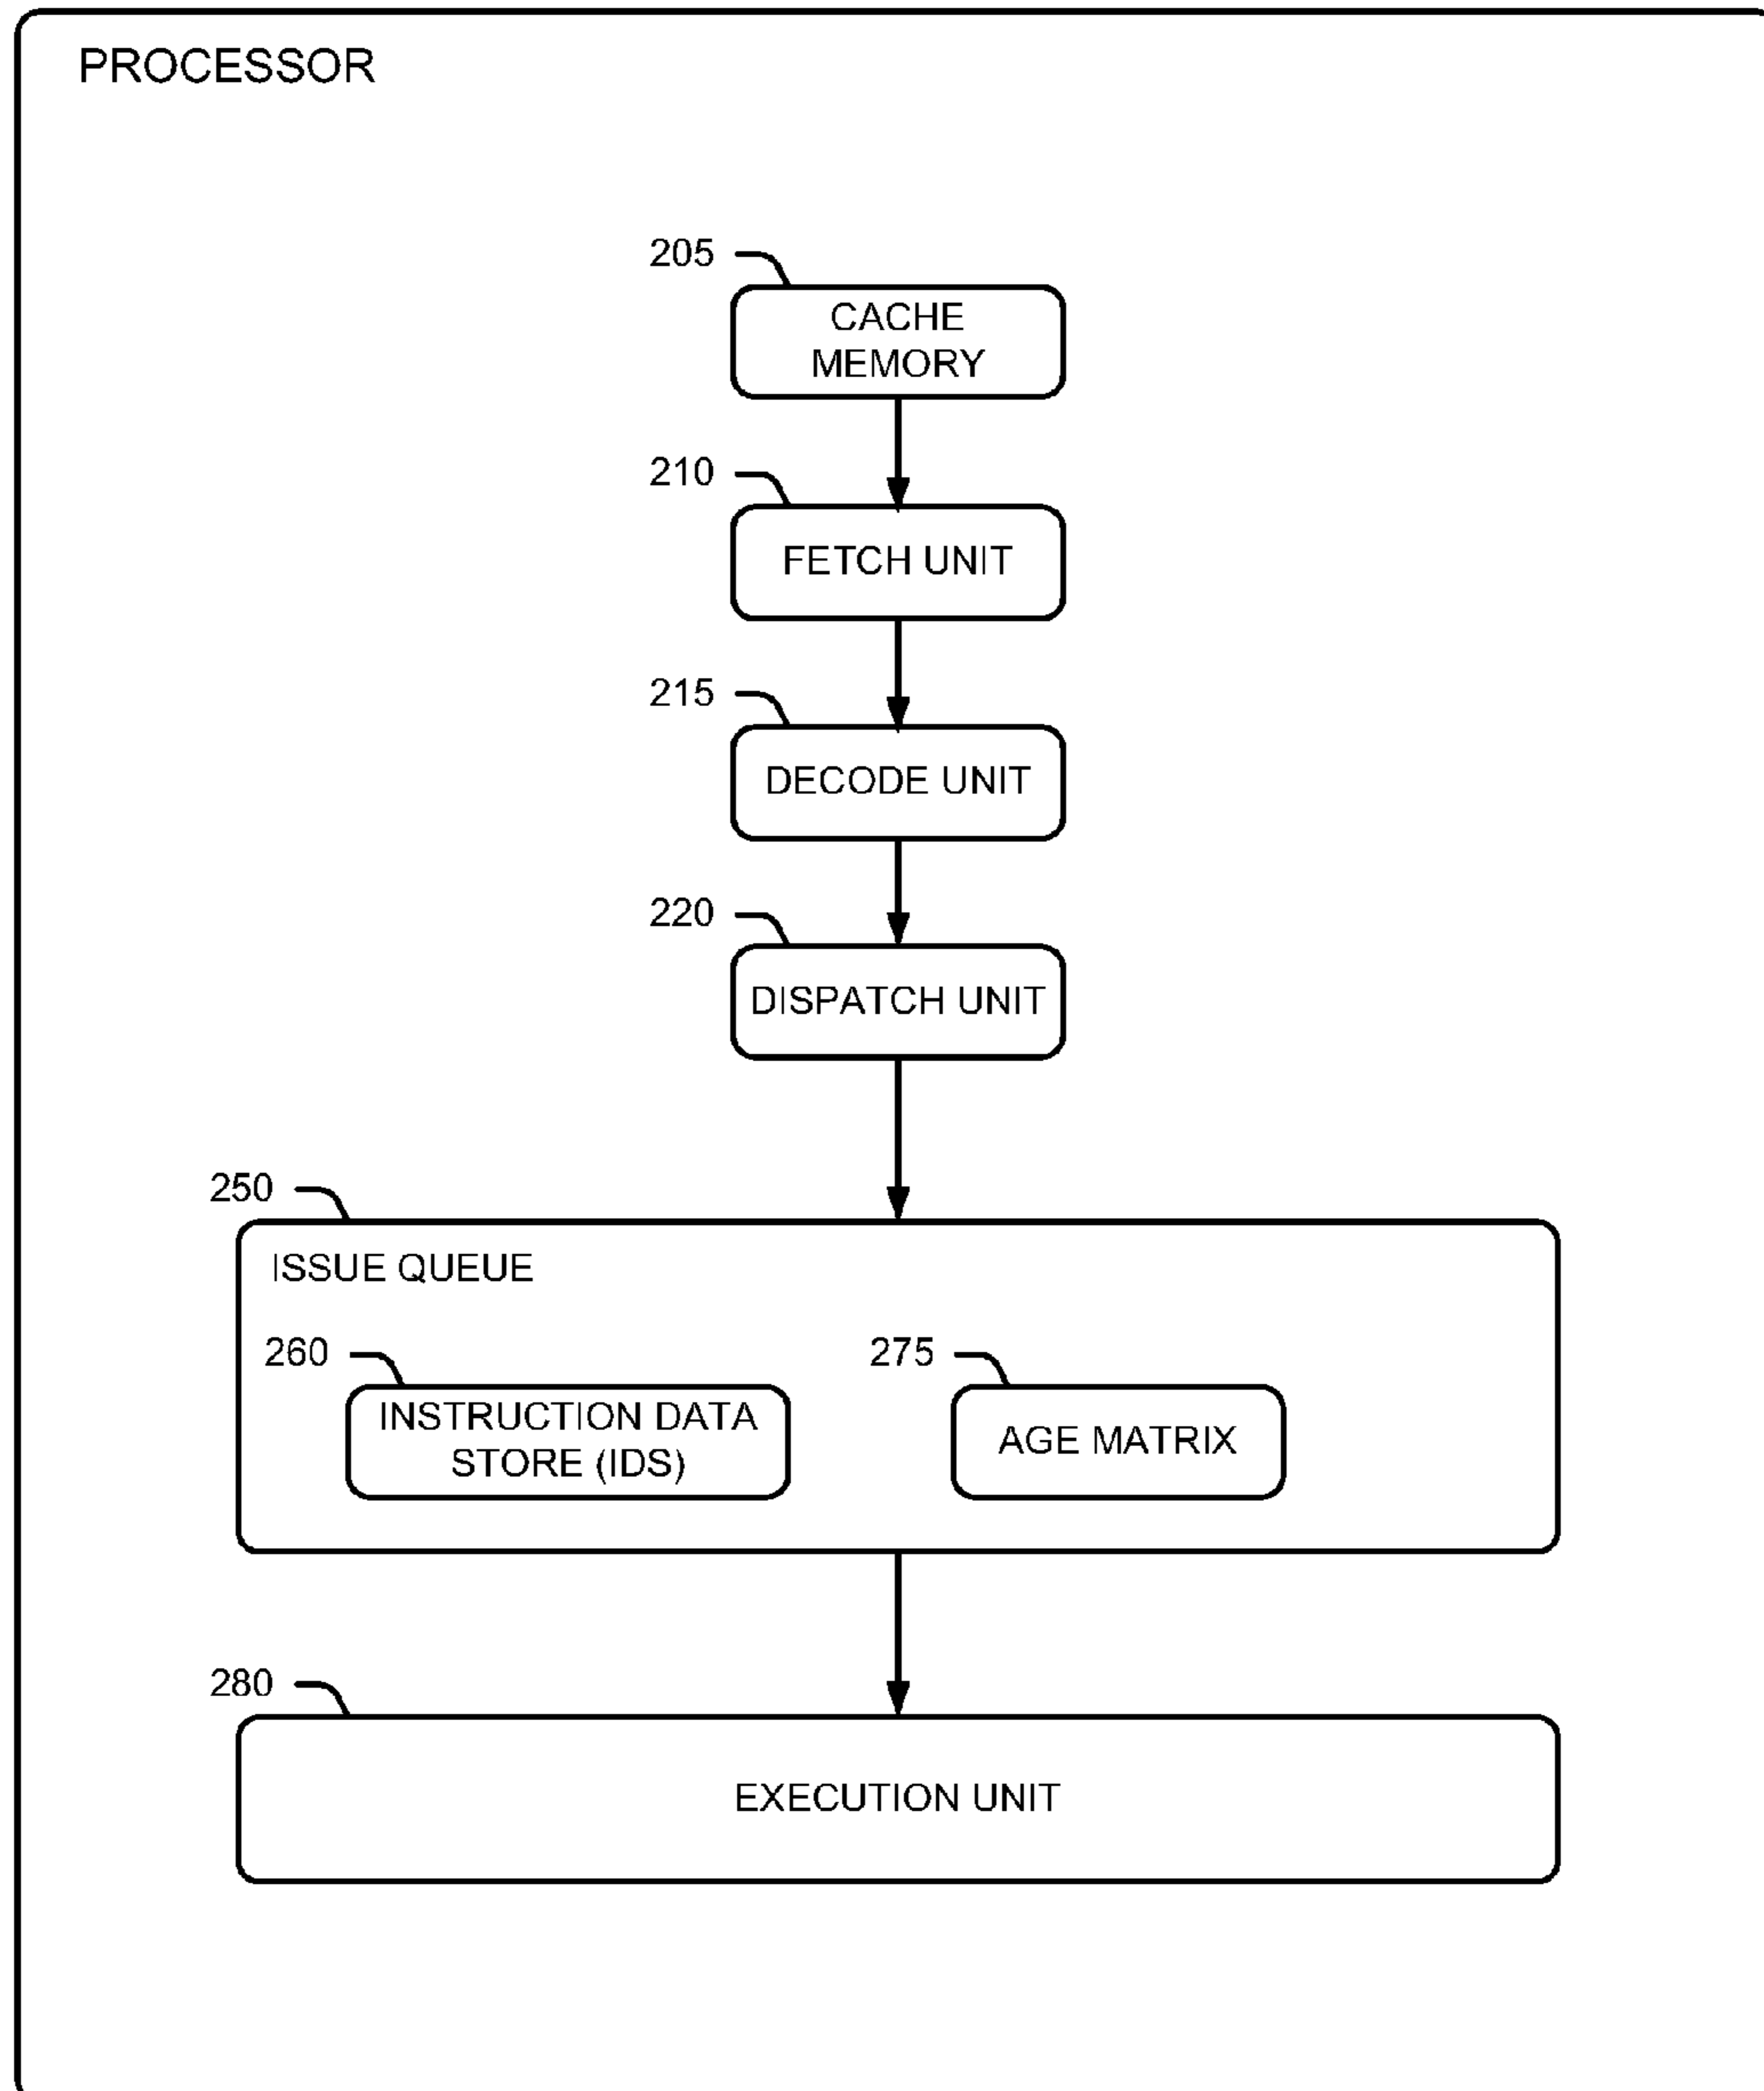 PROCESSOR
205
CACHE
MEMORY
210
FETCH UNIT
215
DECODE UNIT
220
DISPATCH UNIT
250
ISSUE QUEUE
260
INSTRUCTION DATA
STORE (IDS)
275
AGE MATRIX
280
EXECUTION UNIT